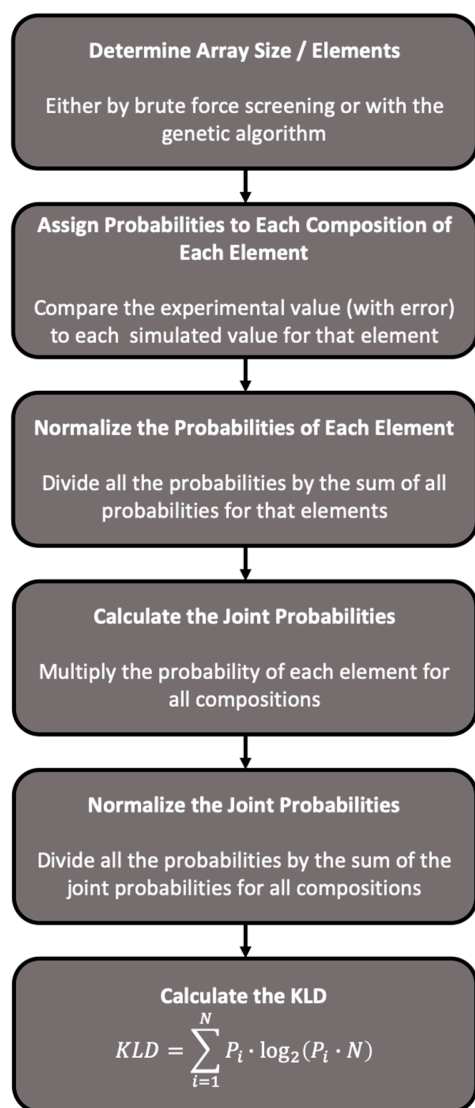 Determine Array Size / Elements
Either by brute force screening or with the
genetic algorithm
Assign Probabilities to Each Composition of
Each Element
Compare the experimental value (with error)
to each simulated value for that element
Normalize the Probabilities of Each Element
Divide all the probabilities by the sum of all
probabilities for that elements
Calculate the Joint Probabilities
Multiply the probability of each element for
all compositions
Normalize the Joint Probabilities
Divide all the probabilities by the sum of the
joint probabilities for all compositions
Calculate the KLD
N
KLD = ∑ P_i · log₂(P_i · N)
i=1